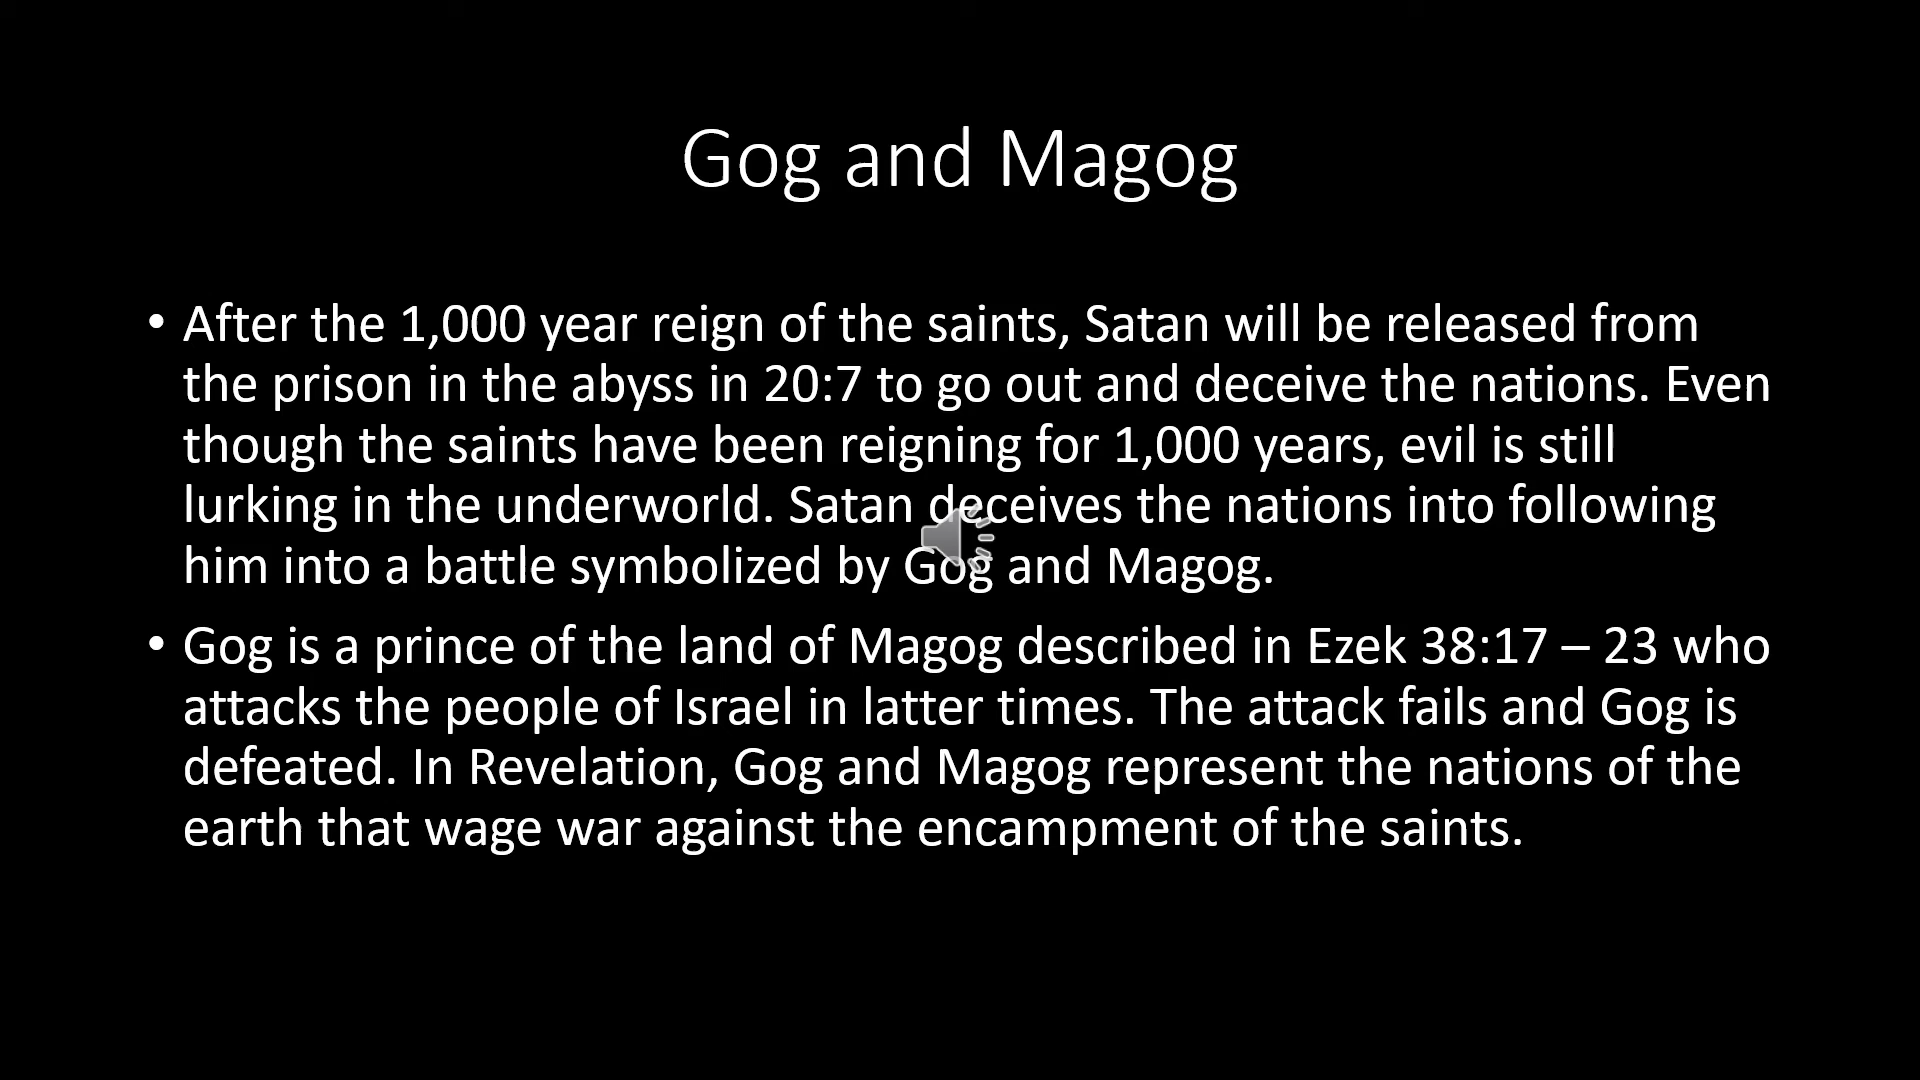 Gog and Magog
• After the 1,000 year reign of the saints, Satan will be released from
the prison in the abyss in 20:7 to go out and deceive the nations. Even
though the saints have been reigning for 1,000 years, evil is still
lurking in the underworld. Satan deceives the nations into following
him into a battle symbolized by Gog and Magog.
• Gog is a prince of the land of Magog described in Ezek 38:17 – 23 who
attacks the people of Israel in latter times. The attack fails and Gog is
defeated. In Revelation, Gog and Magog represent the nations of the
earth that wage war against the encampment of the saints.